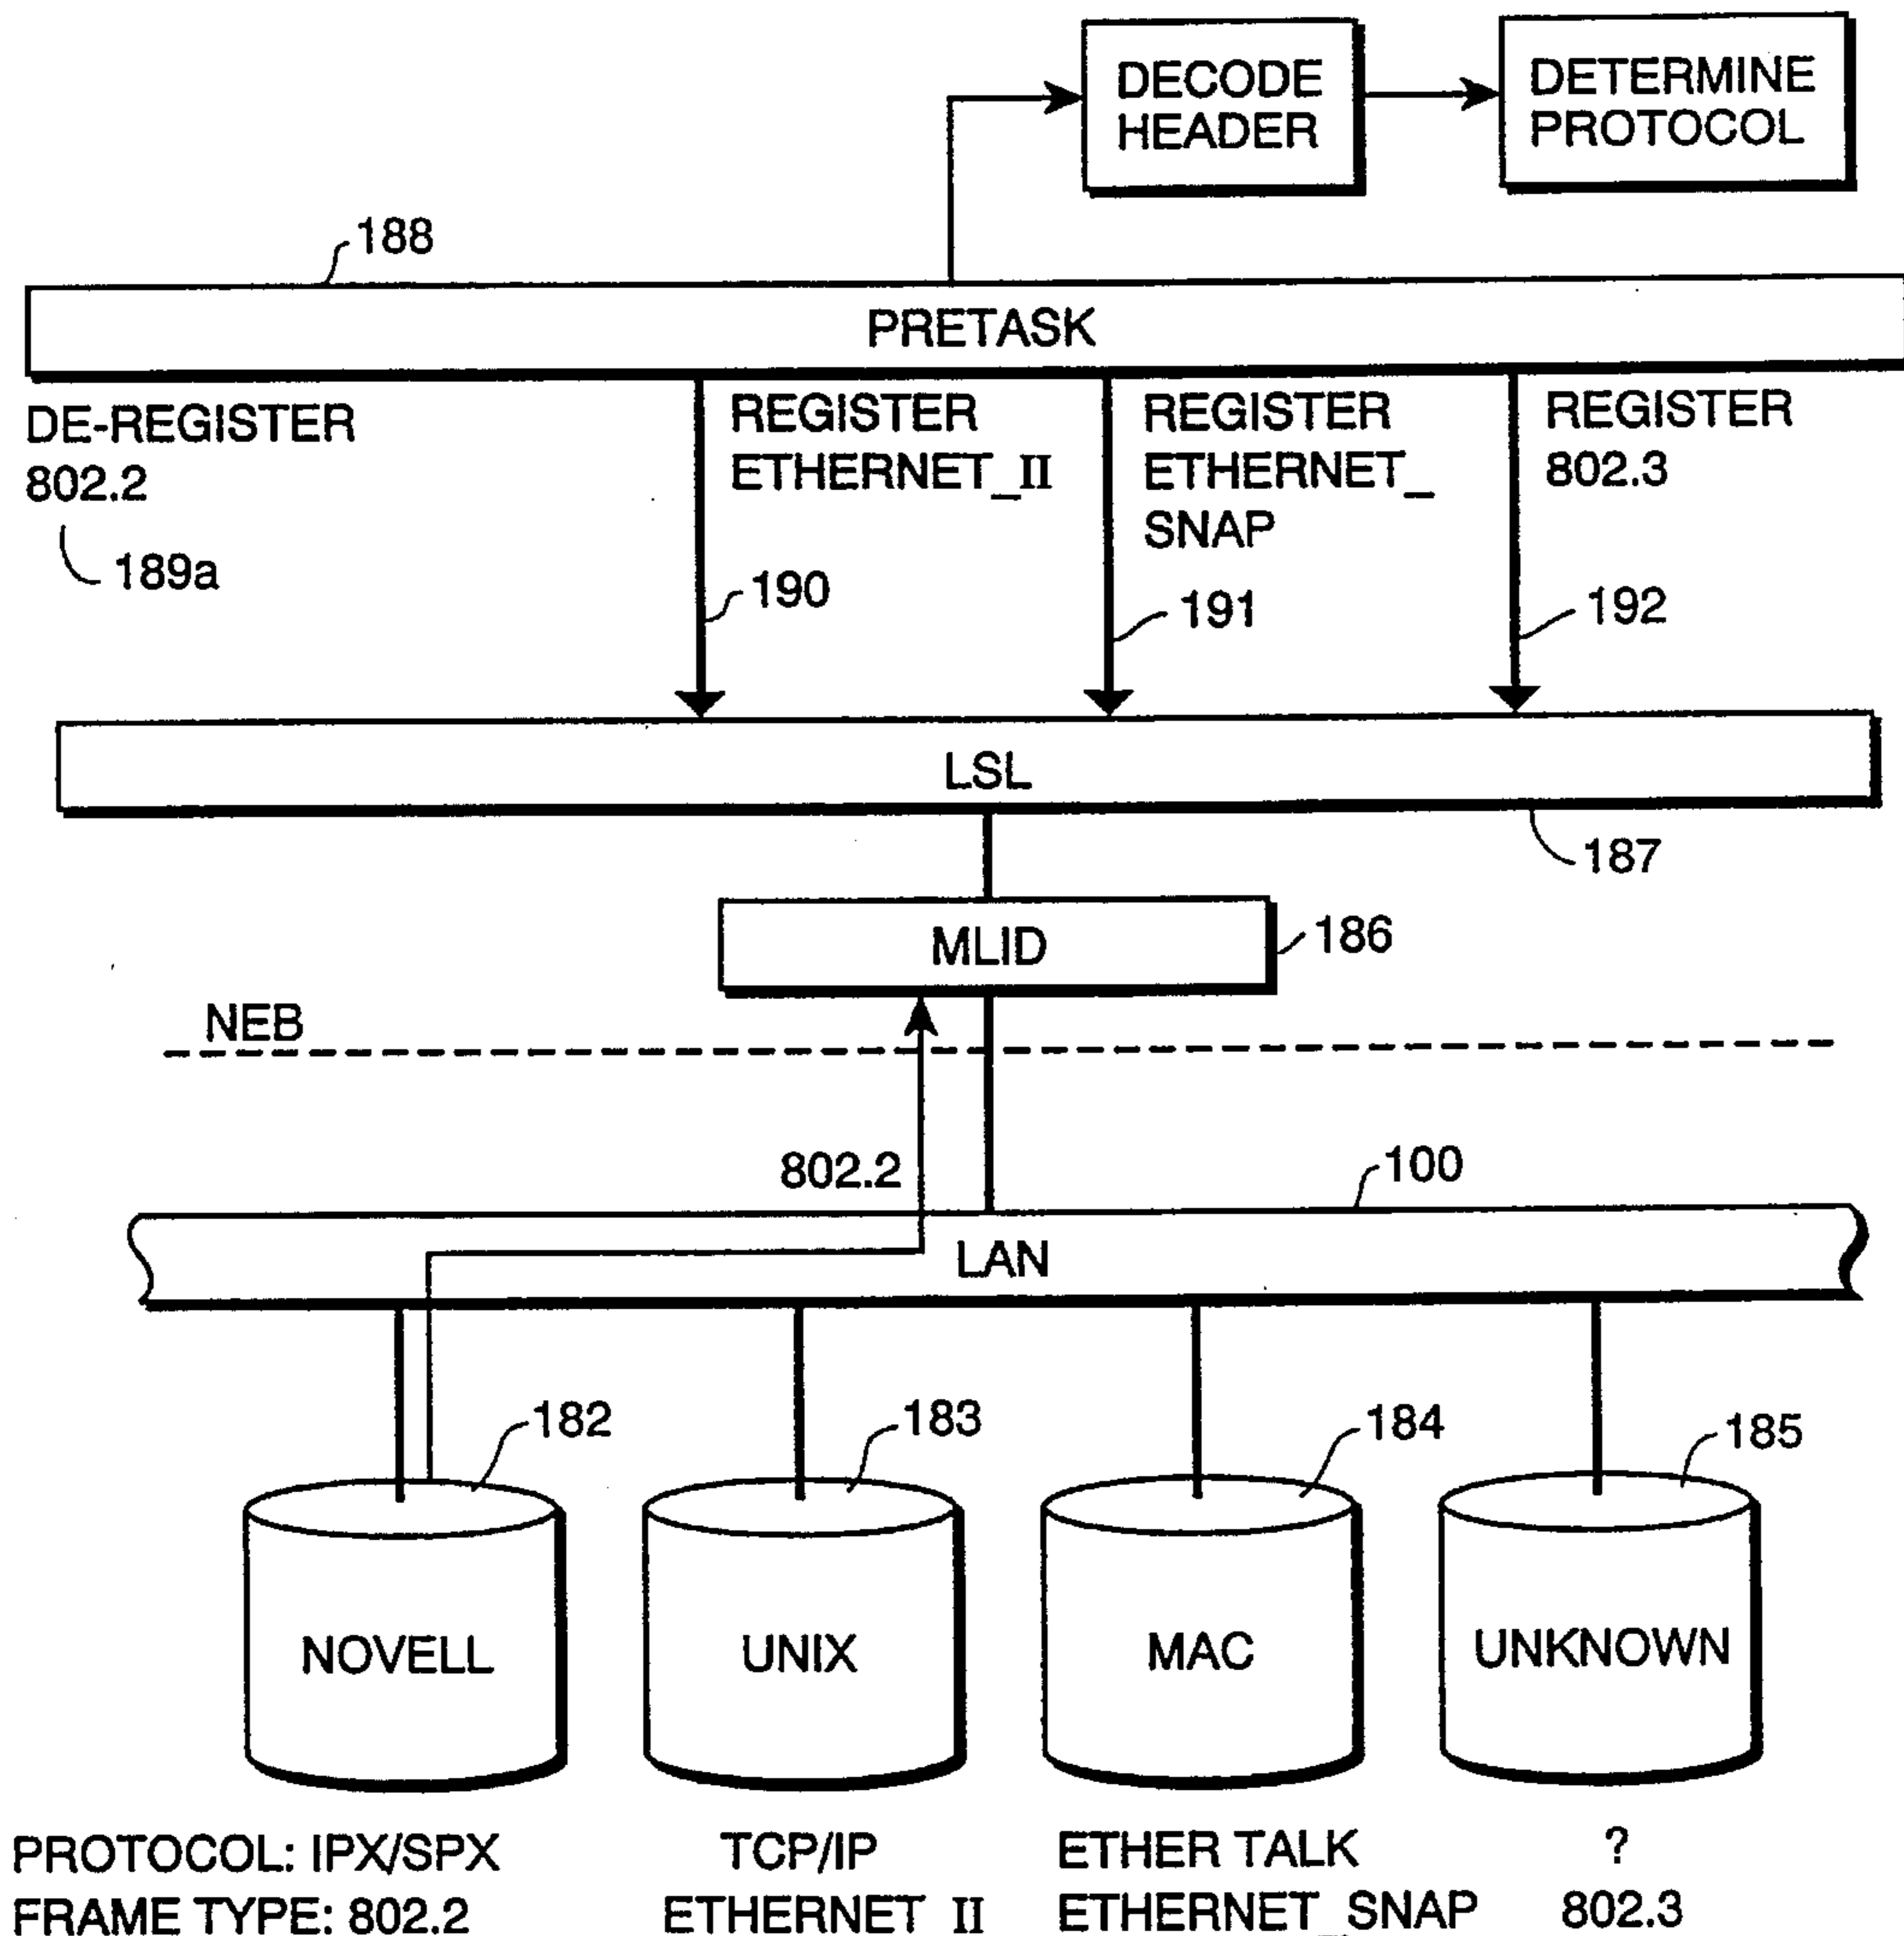 DECODE
HEADER
DETERMINE
PROTOCOL
188
PRETASK
DE-REGISTER
802.2
189a
REGISTER
ETHERNET_II
190
REGISTER
ETHERNET_
SNAP
191
REGISTER
802.3
192
LSL
187
MLID
186
NEB
802.2
100
LAN
182
183
184
185
NOVELL
UNIX
MAC
UNKNOWN
PROTOCOL: IPX/SPX
TCP/IP
ETHER TALK
?
FRAME TYPE: 802.2
ETHERNET_II
ETHERNET_SNAP
802.3